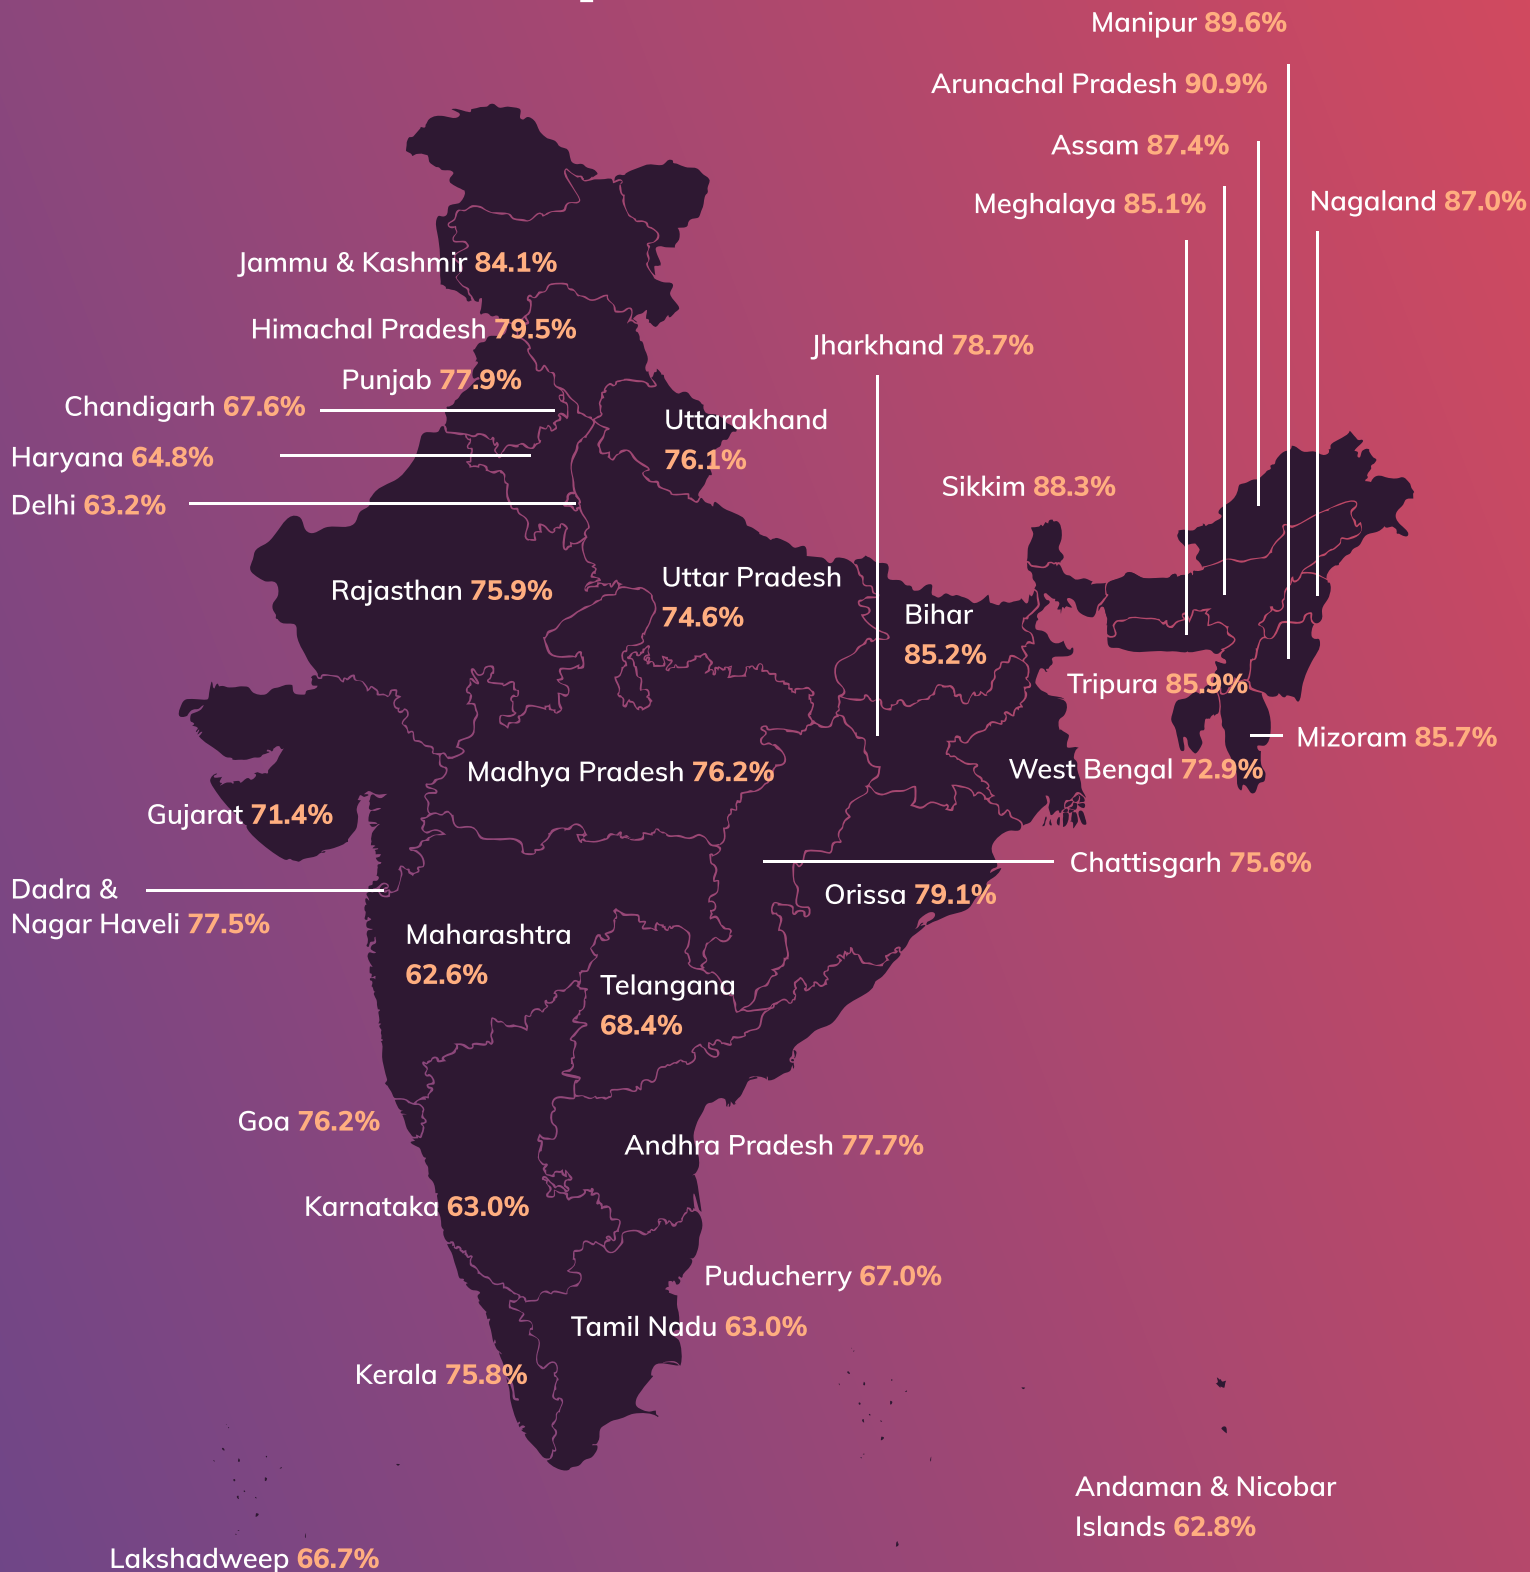 Manipur 89.6%
Arunachal Pradesh 90.9%
Assam 87.4%
Meghalaya 85.1%
Nagaland 87.0%
Jammu & Kashmir 84.1%
Himachal Pradesh 79.5%
Jharkhand 78.7%
Punjab 77.9%
Chandigarh 67.6%
Uttarakhand
76.1%
Haryana 64.8%
Sikkim 88.3%
Delhi 63.2%
Rajasthan 75.9%
Uttar Pradesh
74.6%
Bihar
85.2%
Tripura 85.9%
Mizoram 85.7%
West Bengal 72.9%
Madhya Pradesh 76.2%
Gujarat 71.4%
Chattisgarh 75.6%
Dadra &
Nagar Haveli 77.5%
Orissa 79.1%
Maharashtra
62.6%
Telangana
68.4%
Goa 76.2%
Andhra Pradesh 77.7%
Karnataka 63.0%
Puducherry 67.0%
Tamil Nadu 63.0%
Kerala 75.8%
Andaman & Nicobar
Islands 62.8%
Lakshadweep 66.7%